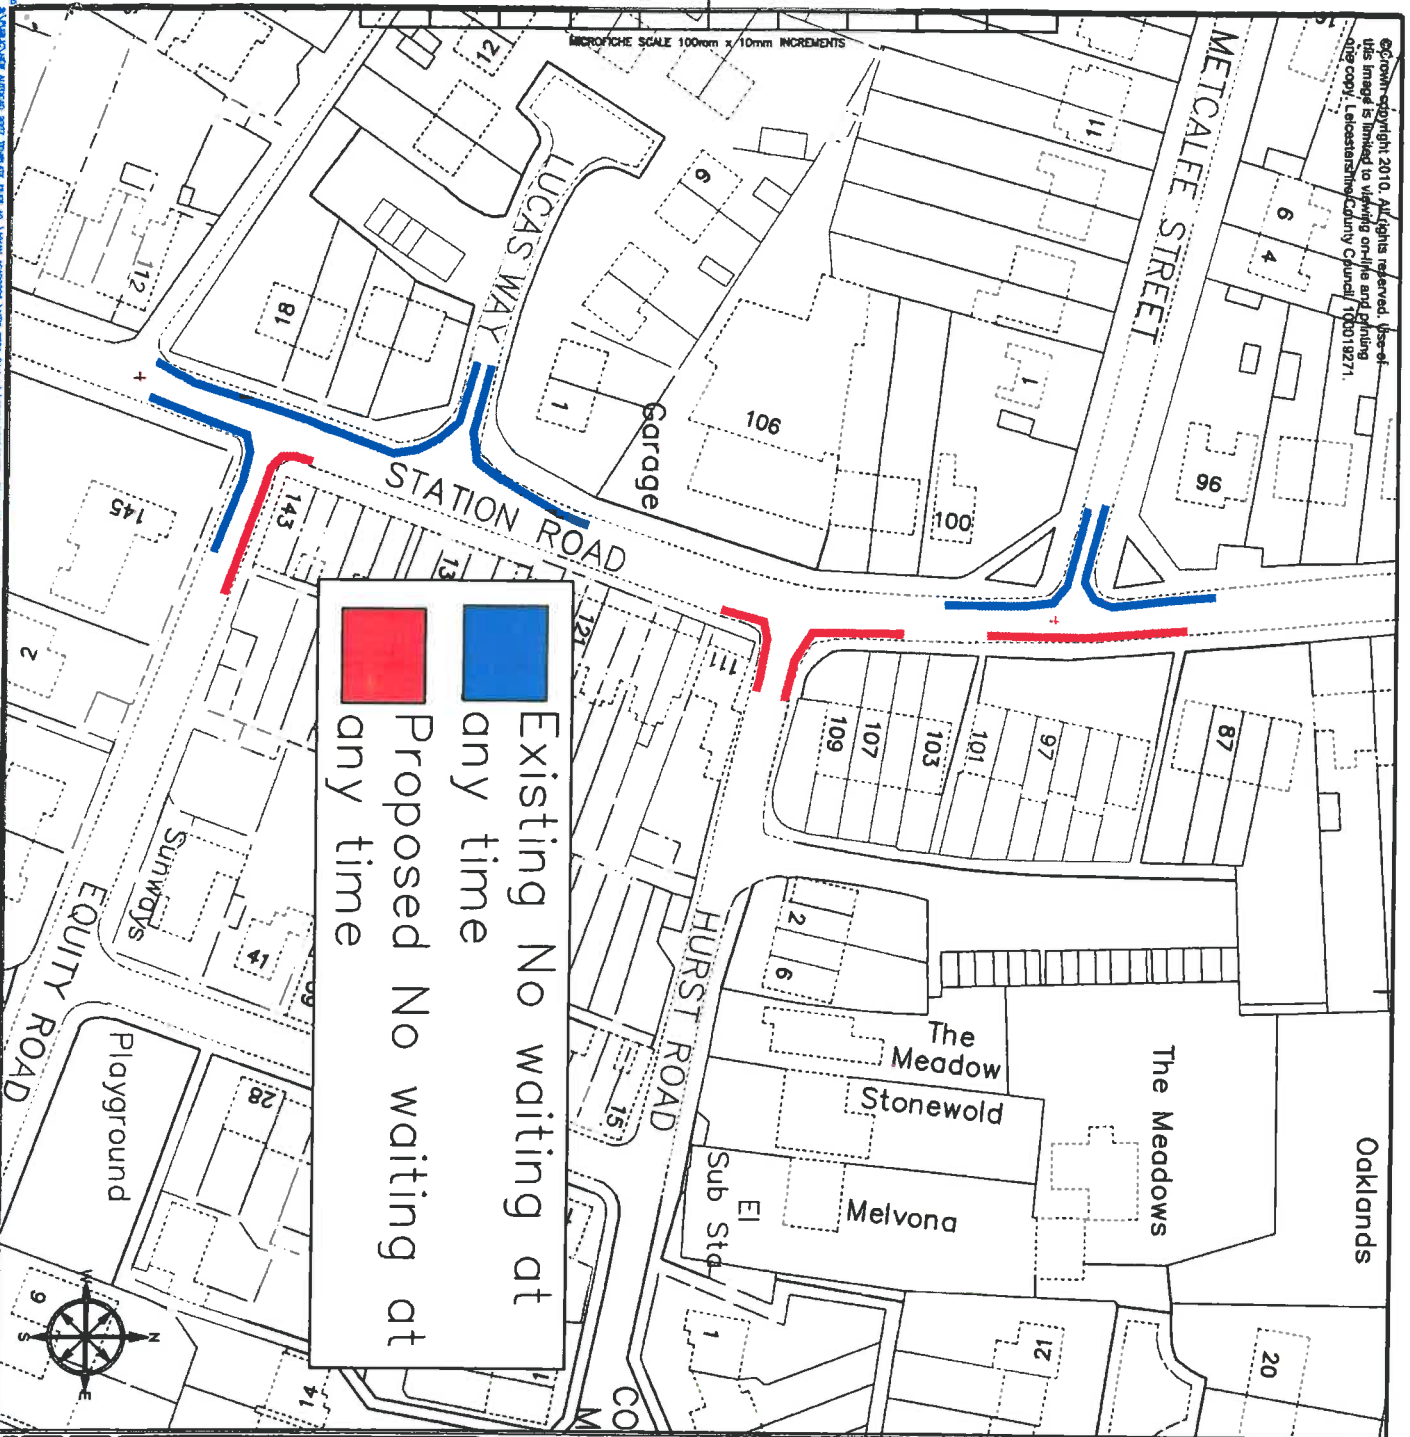 ©Crown copyright 2010. All rights reserved. Use of
this image is limited to viewing on-line and printing
one copy. Leicestershire County Council. 100019271.
MICROFICHE SCALE 100mm x 10mm INCREMENTS
METCALFE STREET
LUCAS WAY
STATION ROAD
HURST ROAD
EQUITY ROAD
Garage
12
11
9
6
4
1
1
112
18
106
100
96
145
143
121
111
109
107
103
101
97
87
2
2
6
41
28
15
Sunways
Playground
The
Meadow
Stonewold
Melvona
El
Sub Sta
The Meadows
Oaklands
1
21
20
14
6
1
CO
M
Existing No waiting at
any time
Proposed No waiting at
any time
N
E
S
W